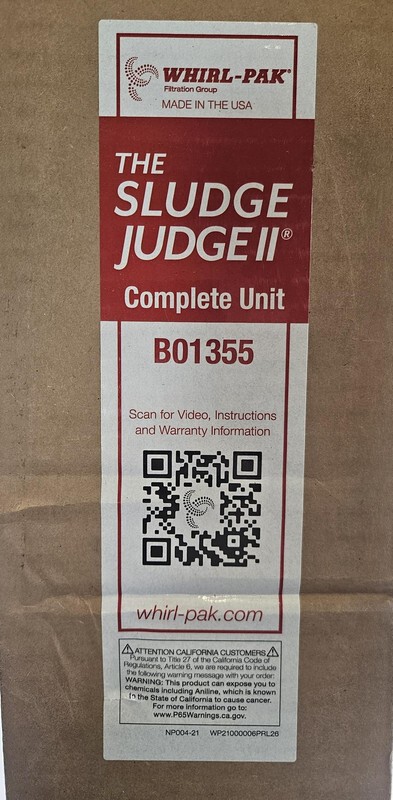 WHIRL-PAK®
Filtration Group
MADE IN THE USA
THE
SLUDGE
JUDGE II®
Complete Unit
B01355
Scan for Video, Instructions
and Warranty Information
whirl-pak.com
⚠ATTENTION CALIFORNIA CUSTOMERS⚠
Pursuant to Title 27 of the California Code of
Regulations, Article 6, we are required to include
the following warning message with your order:
WARNING: This product can expose you to
chemicals including Aniline, which is known
to the State of California to cause cancer.
For more information go to:
www.P65Warnings.ca.gov.
NP004-21 WP21000006PRL26